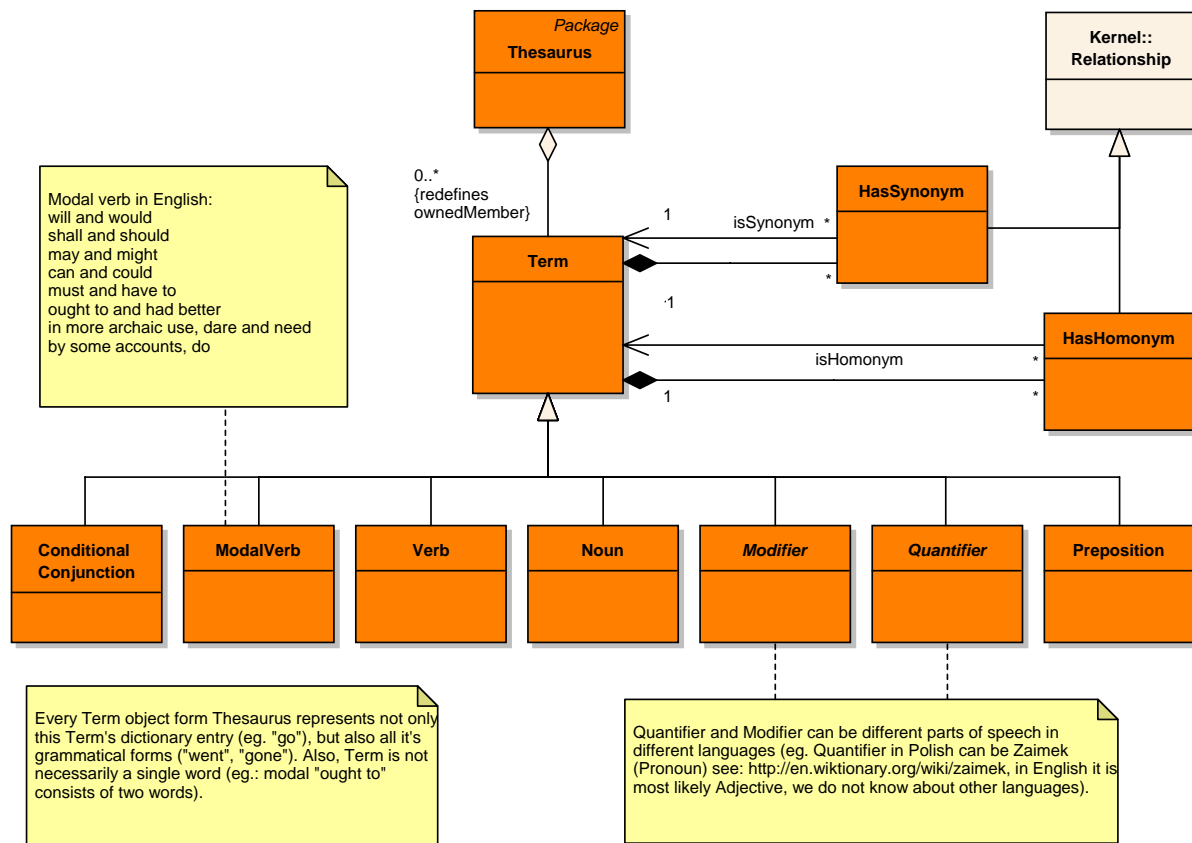 Package
Thesaurus
Kernel::
Relationship
Modal verb in English:
will and would
shall and should
may and might
can and could
must and have to
ought to and had better
in more archaic use, dare and need
by some accounts, do
0..*
{redefines
ownedMember}
HasSynonym
1
isSynonym
*
Term
*
1
HasHomonym
isHomonym
*
1
*
Conditional
Conjunction
ModalVerb
Verb
Noun
Modifier
Quantifier
Preposition
Every Term object form Thesaurus represents not only
this Term's dictionary entry (eg. "go"), but also all it's
grammatical forms ("went", "gone"). Also, Term is not
necessarily a single word (eg.: modal "ought to"
consists of two words).
Quantifier and Modifier can be different parts of speech in
different languages (eg. Quantifier in Polish can be Zaimek
(Pronoun) see: http://en.wiktionary.org/wiki/zaimek, in English it is
most likely Adjective, we do not know about other languages).